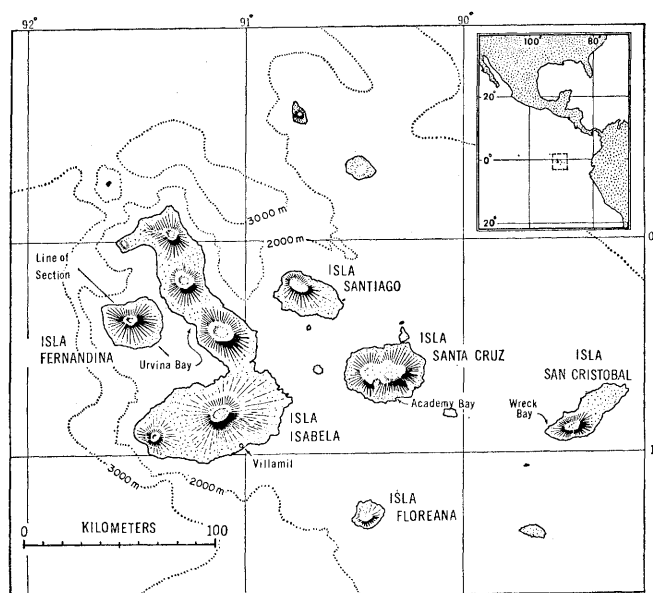 92° 91° 90°
100° 80°
20°
0°
20°
3000 m
2000 m
0
Line of
Section
ISLA
SANTIAGO
ISLA
FERNANDINA
Urvina Bay
ISLA
SANTA CRUZ
ISLA
SAN CRISTOBAL
Academy Bay
Wreck
Bay
ISLA
ISABELA
Villamil
1
3000 m
2000 m
ISLA
FLOREANA
0 100
KILOMETERS